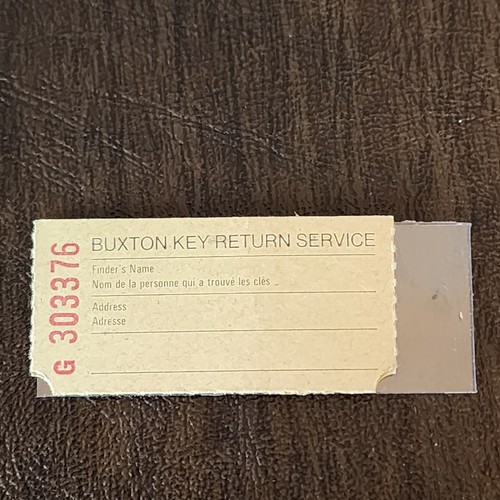 G 303376
BUXTON KEY RETURN SERVICE
Finder's Name
Nom de la personne qui a trouvé les clés
Address
Adresse